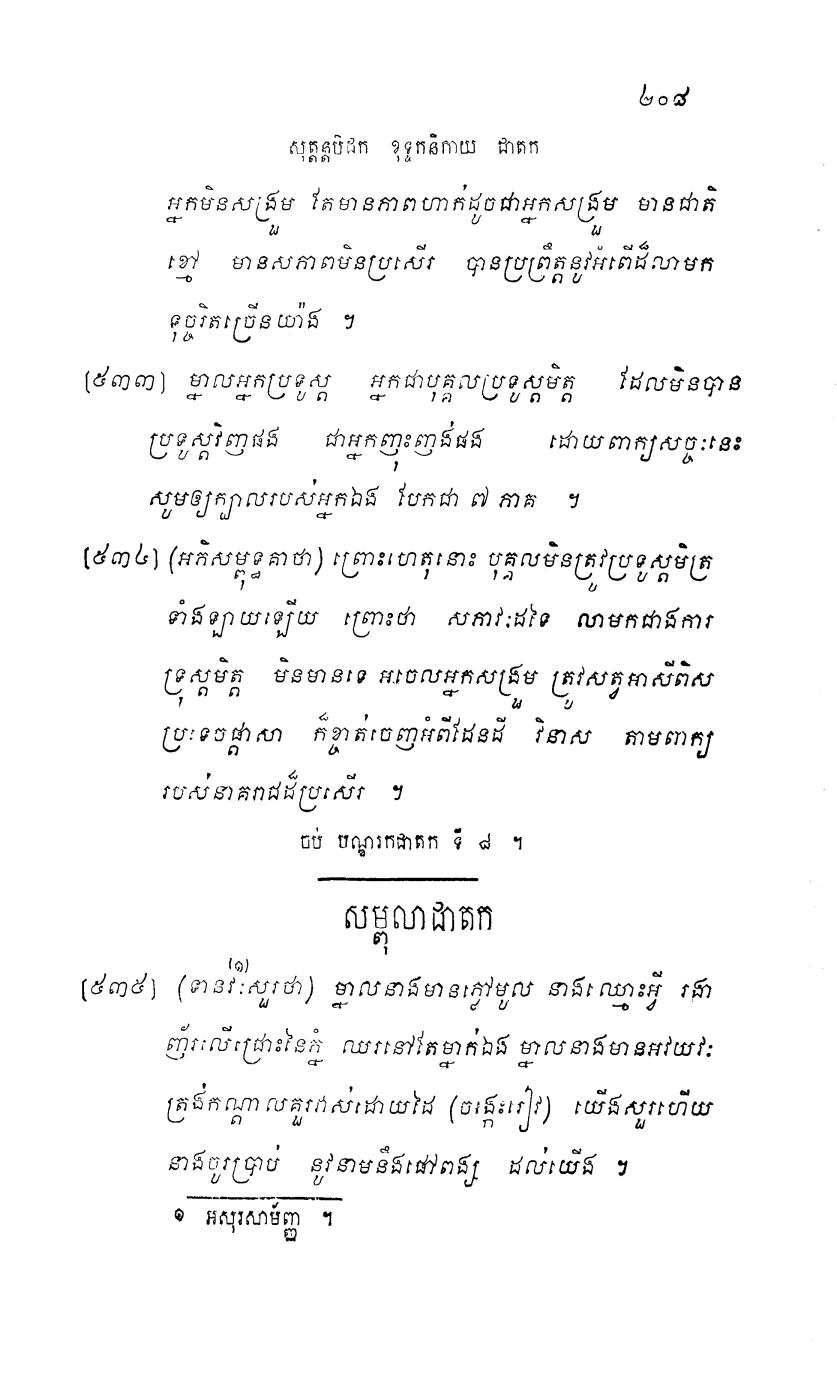 ២០៨
សុត្តន្តបិដក ខុទ្ទកនិកាយ ជាតក
អ្នកមិនសង្រួម តែមានភាពហាក់ដូចជាអ្នកសង្រួម មានជាតិ
ខ្មៅ មានសភាពមិនប្រសើរ បានប្រព្រឹត្តនូវអំពើដ៏លាមក
ទុច្ចរិតច្រើនយ៉ាង ។
(៥៣៣) ម្នាលអ្នកប្រទូស្ត អ្នកជាបុគ្គលប្រទូស្តមិត្ត ដែលមិនបាន
ប្រទូស្តវិញផង ជាអ្នកញុះញង់ផង ដោយពាក្យសច្ចៈនេះ
សូមឲ្យក្បាលរបស់អ្នកឯង បែកជា ៧ ភាគ ។
(៥៣៤) (អភិសម្ពុទ្ធគាថា) ព្រោះហេតុនោះ បុគ្គលមិនត្រូវប្រទូស្តមិត្រ
ទាំងឡាយឡើយ ព្រោះថា សភាវៈដទៃ លាមកជាងការ
ទ្រុស្តមិត្ត មិនមានទេ អចេលអ្នកសង្រួម ត្រូវសត្វអាសីពិស
ប្រទេចផ្តាសា ក៏ខ្ចាត់ចេញអំពីដែនដី វិនាស តាមពាក្យ
របស់នាគរាជដ៏ប្រសើរ ។
ចប់ បណ្ឌរកជាតក ទី ៨ ។
សម្ពុលាជាតក
(៥៣៥) (ទានវៈសួរថា) (១) ម្នាលនាងមានភ្លៅមូល នាងឈ្មោះអ្វី រងា
ញ័រលើជ្រោះនៃភ្នំ ឈរនៅតែម្នាក់ឯង ម្នាលនាងមានអវយវៈ
ត្រង់កណ្តាលគួររាស់ដោយដៃ (ចង្កេះរៀវ) យើងសួរហើយ
នាងចូរប្រាប់ នូវនាមនឹងផៅពង្ស ដល់យើង ។
១ អសុរសាម័ញ្ញ ។